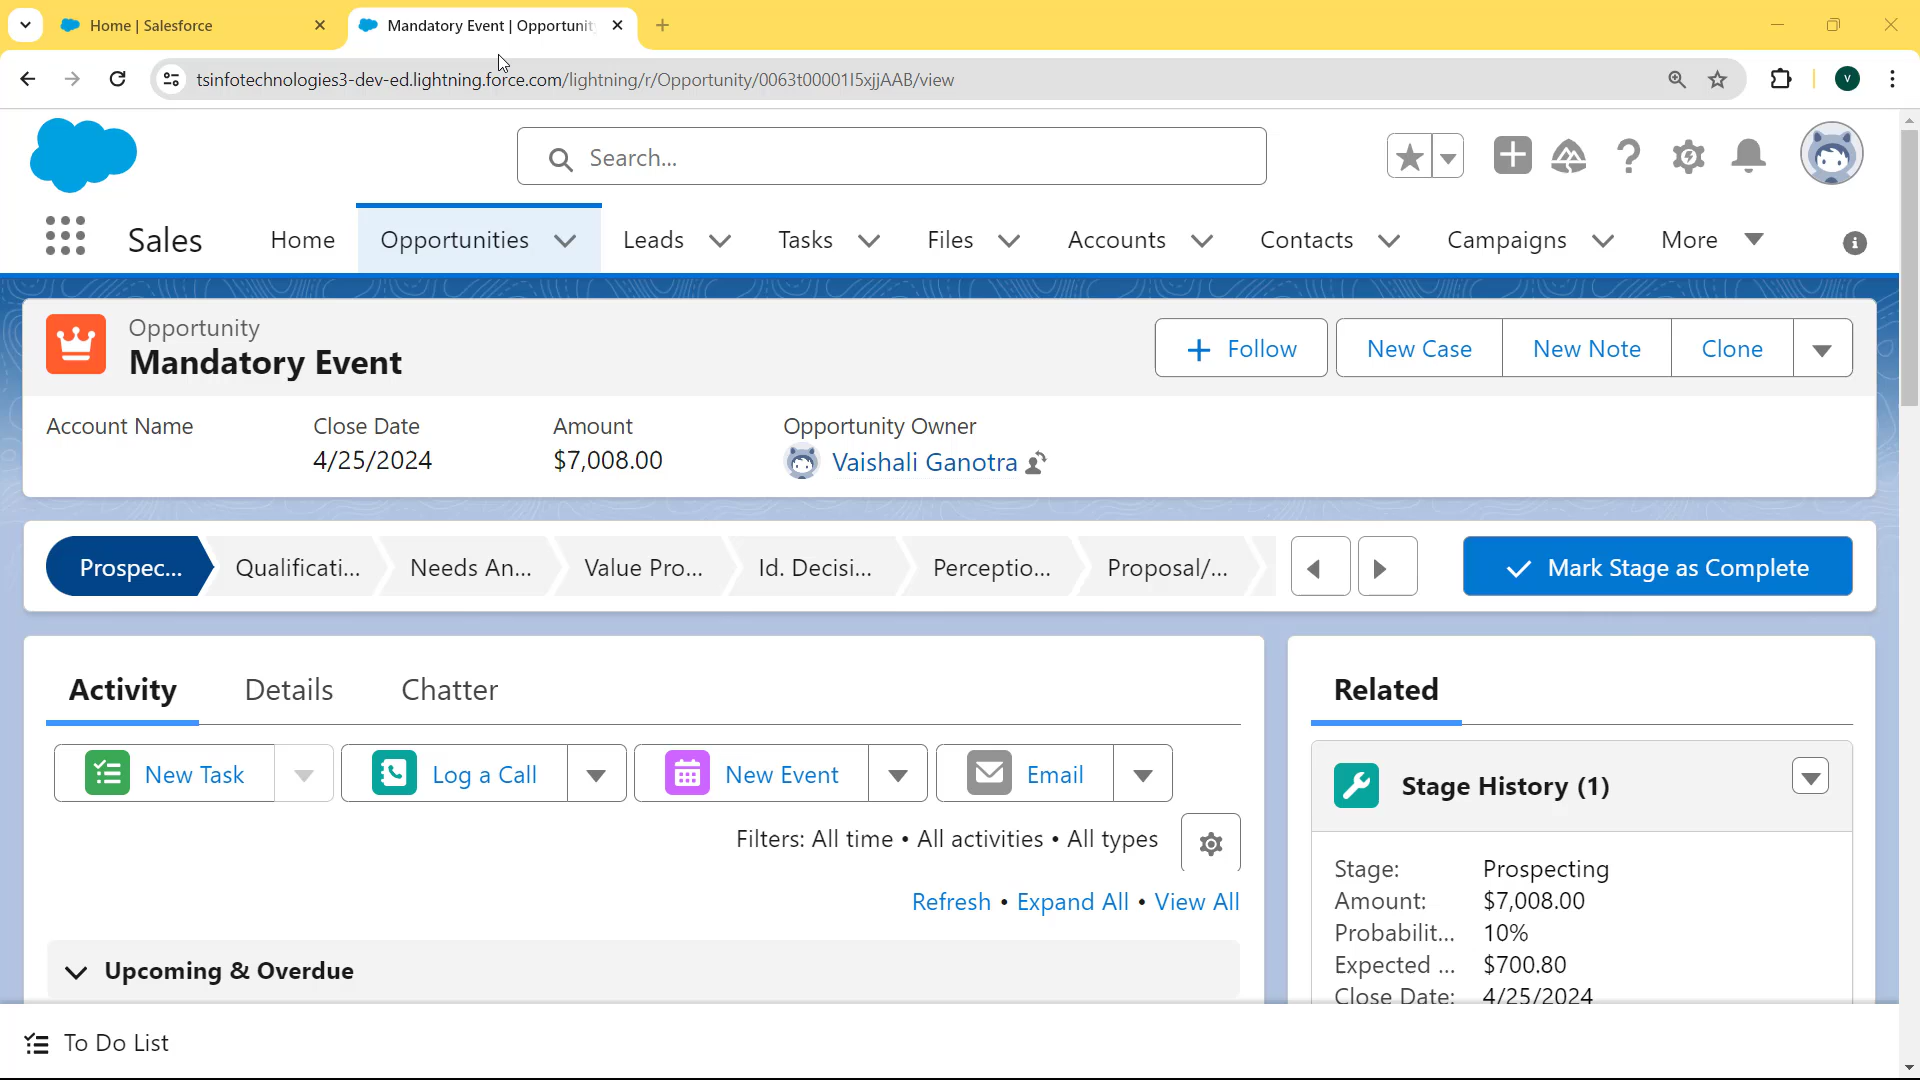 Home | Salesforce
Mandatory Event | Opportunit
tsinfotechnologies3-dev-ed.lightning.force.com/lightning/r/Opportunity/0063t00001I5xjjAAB/view
V
Search...
Sales
Home
Opportunities
Leads
Tasks
Files
Accounts
Contacts
Campaigns
More
Opportunity
Mandatory Event
Follow
New Case
New Note
Clone
Account Name
Close Date
Amount
Opportunity Owner
4/25/2024
$7,008.00
Vaishali Ganotra
Prospec...
Qualificati...
Needs An...
Value Pro...
Id. Decisi...
Perceptio...
Proposal/...
Mark Stage as Complete
Activity
Details
Chatter
New Task
Log a Call
New Event
Email
Filters: All time • All activities • All types
Refresh • Expand All • View All
Upcoming & Overdue
Related
Stage History (1)
Stage: Prospecting
Amount: $7,008.00
Probabilit... 10%
Expected ... $700.80
Close Date: 4/25/2024
To Do List